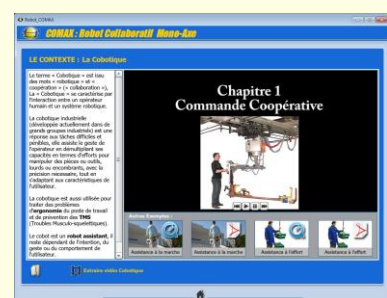 Robot_COMAX
COMAX : Robot Collaboratif Mono-Axe
LE CONTEXTE : La Cobotique
Le terme « Cobotique » est issu
des mots « robotique » et «
coopération » (« collaboration »).
La « Cobotique » se caractérise par
l'interaction entre un opérateur
humain et un système robotique.
La cobotique industrielle
(développée actuellement dans de
grands groupes industriels) est une
réponse aux tâches difficiles et
pénibles, elle assiste le geste de
l'opérateur en démultipliant ses
capacités en termes d'efforts pour
manipuler des pièces ou outils,
lourds ou encombrants, avec la
précision nécessaire, tout en
s'adaptant aux caractéristiques de
l'utilisateur.
La cobotique est aussi utilisée pour
traiter des problèmes
d'ergonomie du poste de travail
et de prévention des TMS
(Troubles Musculo-squelettiques).
Le cobot est un robot assistant, il
reste dépendant de l'intention, du
geste ou du comportement de
l'utilisateur.
Chapitre 1
Commande Coopérative
Autres Exemples :
Assistance à la marche
Assistance à la marche
Assistance à l'effort
Assistance à l'effort
Extraire vidéo Cobotique